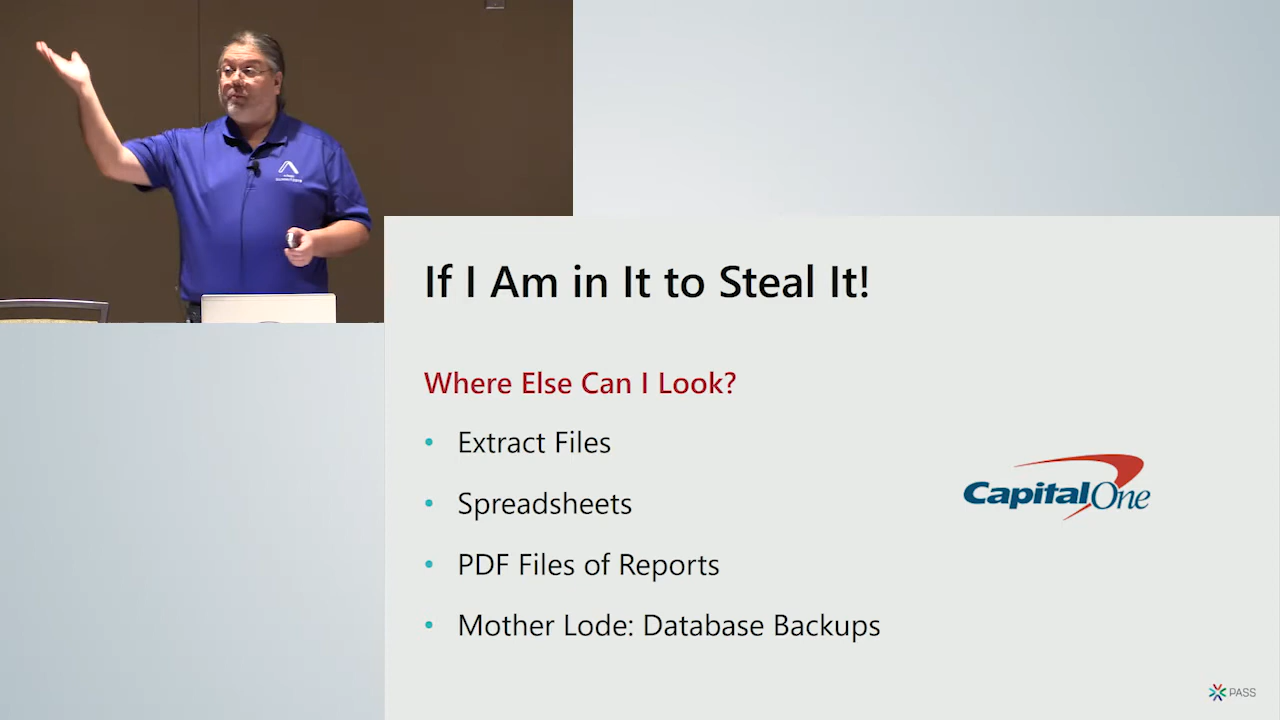 If I Am in It to Steal It!
Where Else Can I Look?
• Extract Files
• Spreadsheets
• PDF Files of Reports
• Mother Lode: Database Backups
CapitalOne
PASS